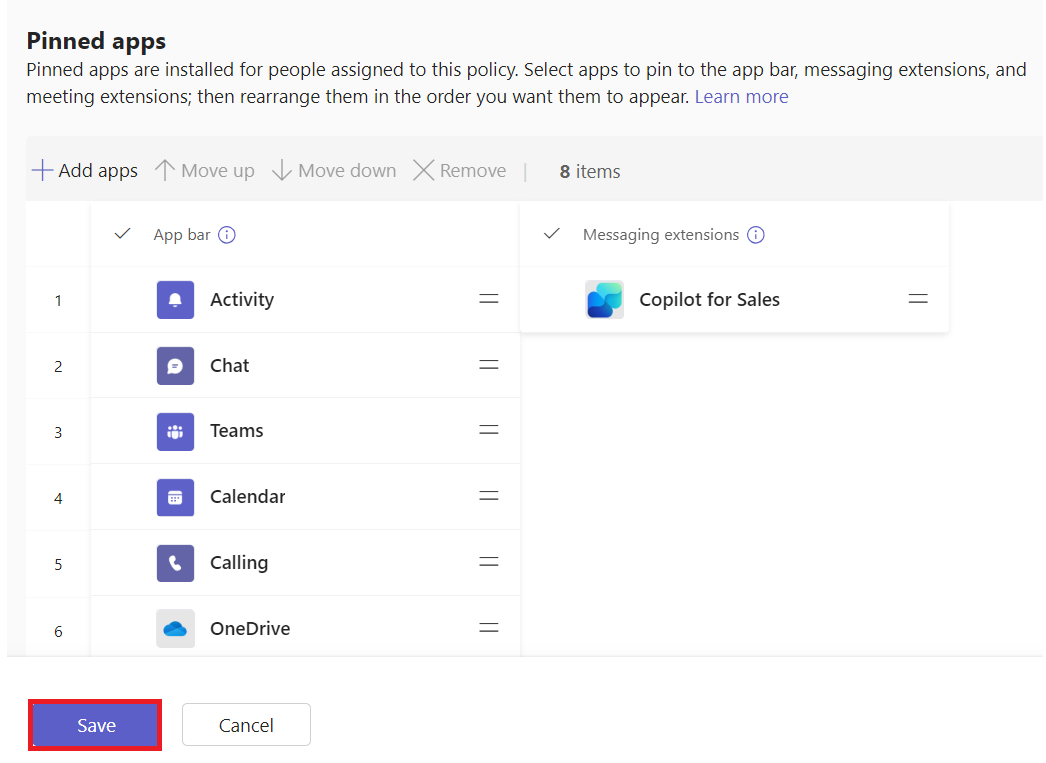 Pinned apps
Pinned apps are installed for people assigned to this policy. Select apps to pin to the app bar, messaging extensions, and
meeting extensions; then rearrange them in the order you want them to appear. Learn more
Add apps Move up Move down Remove | 8 items
App bar Messaging extensions
1 Activity Copilot for Sales
2 Chat
3 Teams
4 Calendar
5 Calling
6 OneDrive
Save Cancel